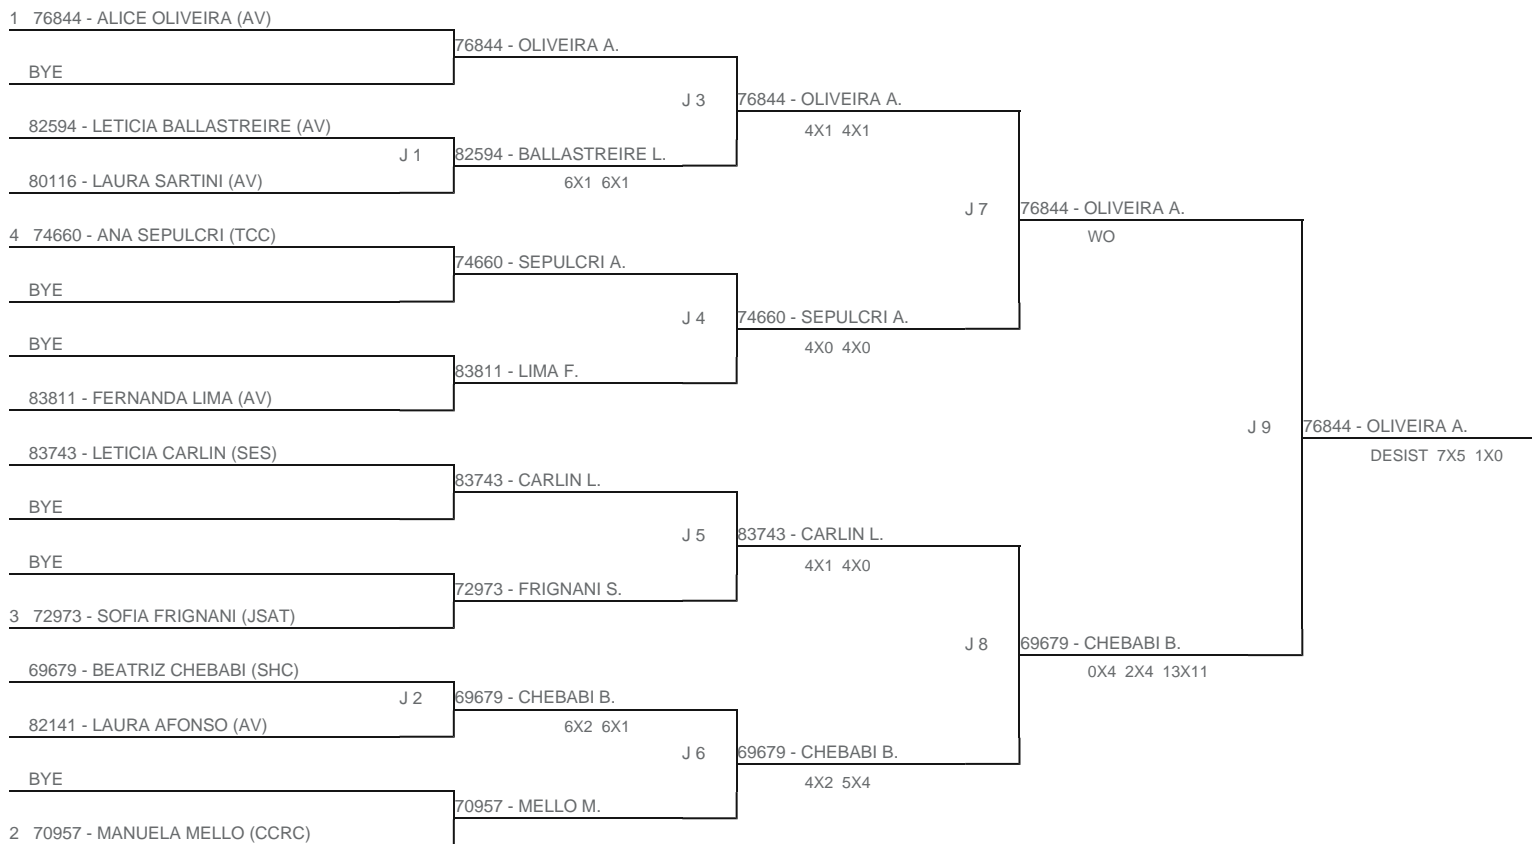 1 76844 - ALICE OLIVEIRA (AV)
76844 - OLIVEIRA A.
BYE
J 3
76844 - OLIVEIRA A.
4X1 4X1
82594 - LETICIA BALLASTREIRE (AV)
J 1
82594 - BALLASTREIRE L.
6X1 6X1
80116 - LAURA SARTINI (AV)
J 7
76844 - OLIVEIRA A.
WO
4 74660 - ANA SEPULCRI (TCC)
74660 - SEPULCRI A.
BYE
J 4
74660 - SEPULCRI A.
4X0 4X0
BYE
83811 - LIMA F.
83811 - FERNANDA LIMA (AV)
J 9
76844 - OLIVEIRA A.
DESIST 7X5 1X0
83743 - LETICIA CARLIN (SES)
83743 - CARLIN L.
BYE
J 5
83743 - CARLIN L.
4X1 4X0
BYE
72973 - FRIGNANI S.
3 72973 - SOFIA FRIGNANI (JSAT)
J 8
69679 - CHEBABI B.
0X4 2X4 13X11
69679 - BEATRIZ CHEBABI (SHC)
J 2
69679 - CHEBABI B.
6X2 6X1
82141 - LAURA AFONSO (AV)
J 6
69679 - CHEBABI B.
4X2 5X4
BYE
70957 - MELLO M.
2 70957 - MANUELA MELLO (CCRC)